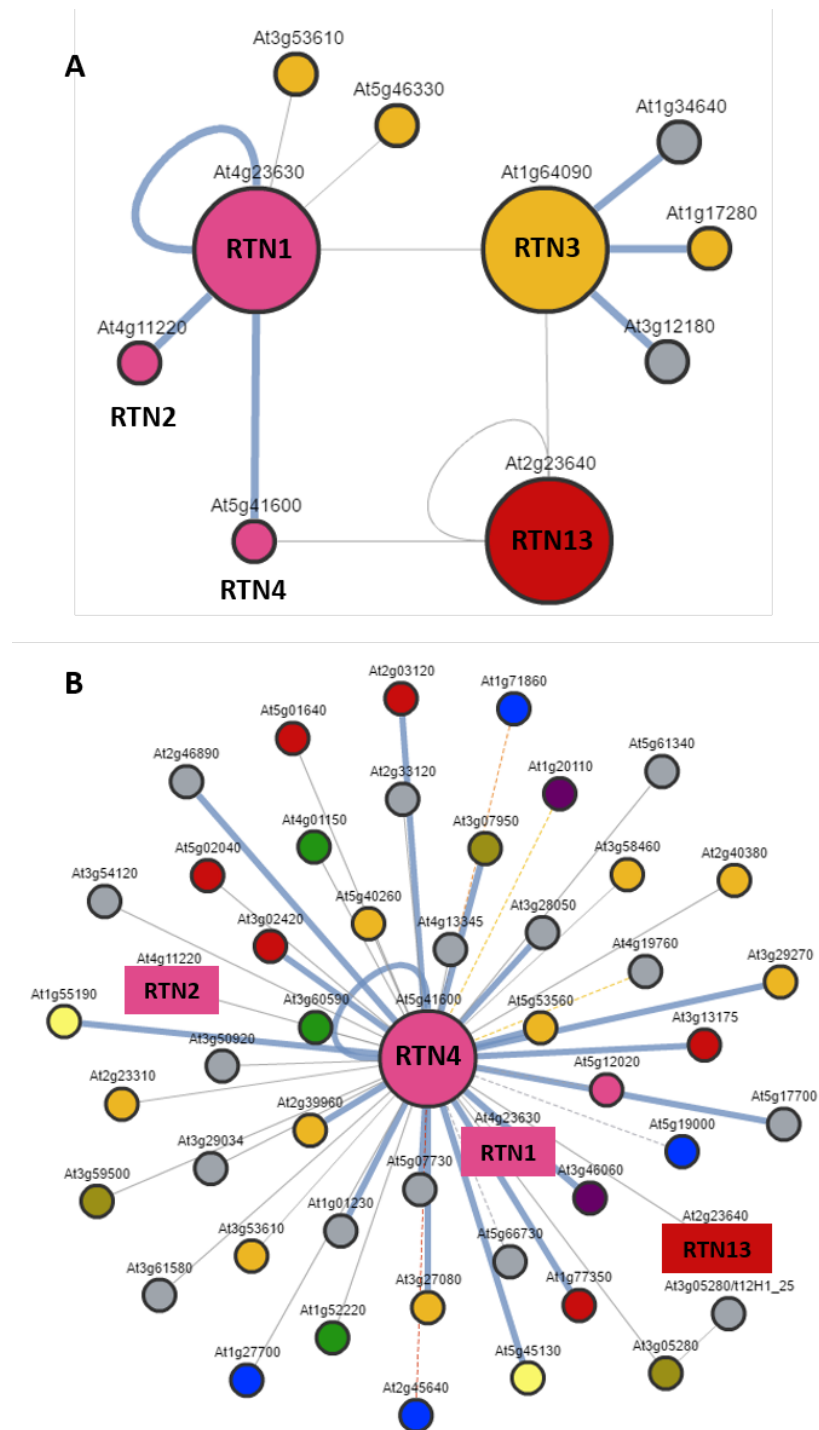 A
At3g53610
At5g46330
At1g34640
At4g23630
At1g64090
At1g17280
RTN1
RTN3
At4g11220
At3g12180
RTN2
At2g23640
At5g41600
RTN13
RTN4
B
At2g03120
At1g71860
At5g01640
At5g61340
At2g46890
At2g33120
At1g20110
At4g01150
At3g07950
At5g02040
At3g58460
At2g40380
At3g54120
At5g40260
At3g02420
At4g13345
At3g28050
At4g19760
At4g11220
At3g29270
RTN2
At1g55190
At3g60590
At5g41600
At5g53560
At3g13175
At3g50920
RTN4
At5g12020
At2g23310
At2g39960
At4g23630
At5g17700
At3g29034
At5g19000
RTN1
At5g07730
At3g46060
At3g59500
At1g01230
At2g23640
At3g53610
At5g66730
RTN13
At3g61580
At3g27080
At1g77350
At3g05280/t12H1_25
At1g52220
At1g27700
At5g45130
At3g05280
At2g45640